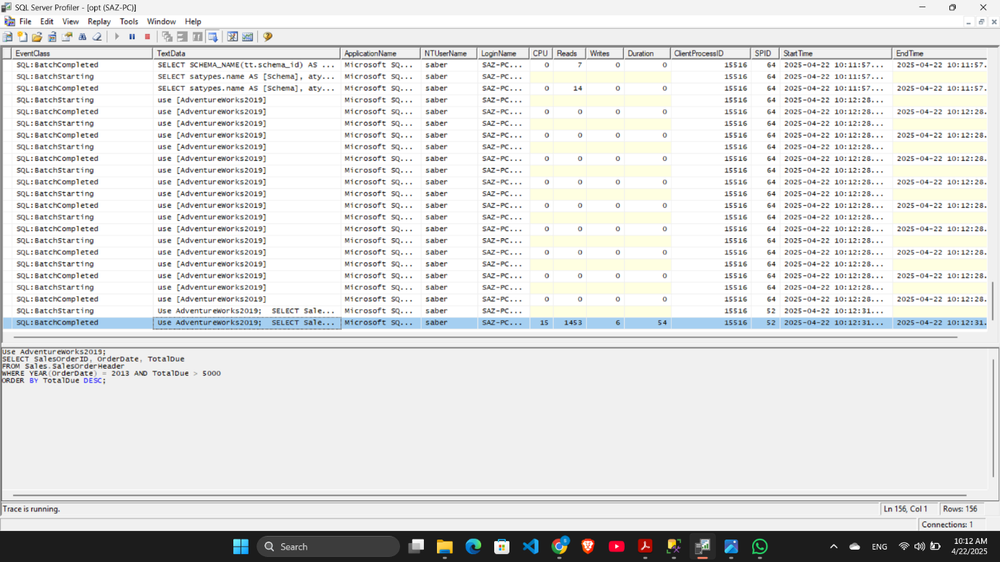 SQL Server Profiler - [opt (SAZ-PC)]
File Edit View Replay Tools Window Help
EventClass TextData ApplicationName NTUserName LoginName CPU Reads Writes Duration ClientProcessID SPID StartTime EndTime
SQL:BatchCompleted SELECT SCHEMA_NAME(tt.schema_id) AS ... Microsoft SQ... saber SAZ-PC... 0 7 0 0 15516 64 2025-04-22 10:11:57... 2025-04-22 10:11:57.
SQL:BatchStarting SELECT satypes.name AS [Schema], aty... Microsoft SQ... saber SAZ-PC... 15516 64 2025-04-22 10:11:57...
SQL:BatchCompleted SELECT satypes.name AS [Schema], aty... Microsoft SQ... saber SAZ-PC... 0 14 0 0 15516 64 2025-04-22 10:11:57... 2025-04-22 10:11:57.
SQL:BatchStarting use [AdventureWorks2019] Microsoft SQ... saber SAZ-PC... 15516 64 2025-04-22 10:12:28...
SQL:BatchCompleted use [AdventureWorks2019] Microsoft SQ... saber SAZ-PC... 0 0 0 0 15516 64 2025-04-22 10:12:28... 2025-04-22 10:12:28.
SQL:BatchStarting use [AdventureWorks2019] Microsoft SQ... saber SAZ-PC... 15516 64 2025-04-22 10:12:28...
SQL:BatchCompleted use [AdventureWorks2019] Microsoft SQ... saber SAZ-PC... 0 0 0 0 15516 64 2025-04-22 10:12:28... 2025-04-22 10:12:28.
SQL:BatchStarting use [AdventureWorks2019] Microsoft SQ... saber SAZ-PC... 15516 64 2025-04-22 10:12:28...
SQL:BatchCompleted use [AdventureWorks2019] Microsoft SQ... saber SAZ-PC... 0 0 0 0 15516 64 2025-04-22 10:12:28... 2025-04-22 10:12:28.
SQL:BatchStarting use [AdventureWorks2019] Microsoft SQ... saber SAZ-PC... 15516 64 2025-04-22 10:12:28...
SQL:BatchCompleted use [AdventureWorks2019] Microsoft SQ... saber SAZ-PC... 0 0 0 0 15516 64 2025-04-22 10:12:28... 2025-04-22 10:12:28.
SQL:BatchStarting use [AdventureWorks2019] Microsoft SQ... saber SAZ-PC... 15516 64 2025-04-22 10:12:28...
SQL:BatchCompleted use [AdventureWorks2019] Microsoft SQ... saber SAZ-PC... 0 0 0 0 15516 64 2025-04-22 10:12:28... 2025-04-22 10:12:28.
SQL:BatchStarting use [AdventureWorks2019] Microsoft SQ... saber SAZ-PC... 15516 64 2025-04-22 10:12:28...
SQL:BatchCompleted use [AdventureWorks2019] Microsoft SQ... saber SAZ-PC... 0 0 0 0 15516 64 2025-04-22 10:12:28... 2025-04-22 10:12:28.
SQL:BatchStarting use [AdventureWorks2019] Microsoft SQ... saber SAZ-PC... 15516 64 2025-04-22 10:12:28...
SQL:BatchCompleted use [AdventureWorks2019] Microsoft SQ... saber SAZ-PC... 0 0 0 0 15516 64 2025-04-22 10:12:28... 2025-04-22 10:12:28.
SQL:BatchStarting use [AdventureWorks2019] Microsoft SQ... saber SAZ-PC... 15516 64 2025-04-22 10:12:28...
SQL:BatchCompleted use [AdventureWorks2019] Microsoft SQ... saber SAZ-PC... 0 0 0 0 15516 64 2025-04-22 10:12:28... 2025-04-22 10:12:28.
SQL:BatchStarting use [AdventureWorks2019] Microsoft SQ... saber SAZ-PC... 15516 64 2025-04-22 10:12:28...
SQL:BatchCompleted use [AdventureWorks2019] Microsoft SQ... saber SAZ-PC... 0 0 0 0 15516 64 2025-04-22 10:12:28... 2025-04-22 10:12:28.
SQL:BatchStarting Use AdventureWorks2019; SELECT Sale... Microsoft SQ... saber SAZ-PC... 15516 52 2025-04-22 10:12:31...
SQL:BatchCompleted Use AdventureWorks2019; SELECT Sale... Microsoft SQ... saber SAZ-PC... 15 1453 6 54 15516 52 2025-04-22 10:12:31... 2025-04-22 10:12:31.
Use AdventureWorks2019;
SELECT SalesOrderID, OrderDate, TotalDue
FROM Sales.SalesOrderHeader
WHERE YEAR(OrderDate) = 2013 AND TotalDue > 5000
ORDER BY TotalDue DESC;
Trace is running. Ln 156, Col 1 Rows: 156
Connections: 1
Search ENG 10:12 AM
4/22/2025